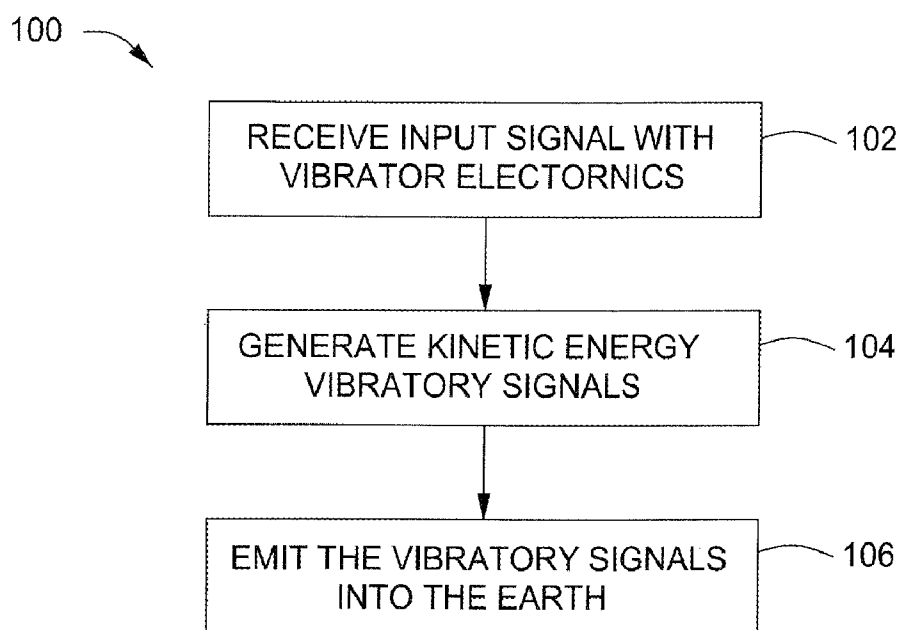 100
RECEIVE INPUT SIGNAL WITH
VIBRATOR ELECTORNICS
102
GENERATE KINETIC ENERGY
VIBRATORY SIGNALS
104
EMIT THE VIBRATORY SIGNALS
INTO THE EARTH
106